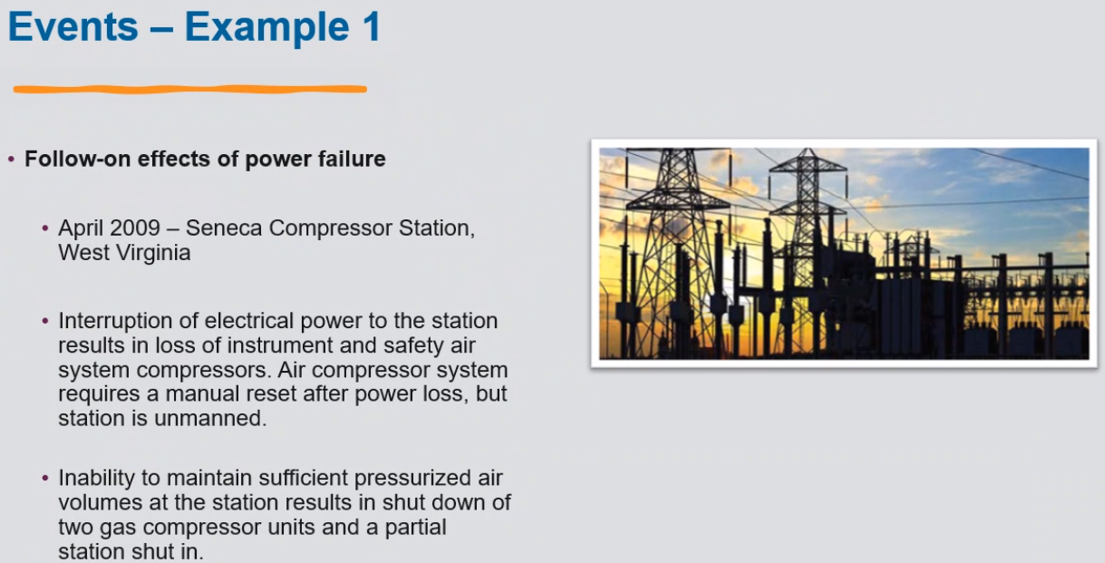 Events – Example 1
• Follow-on effects of power failure
• April 2009 – Seneca Compressor Station,
West Virginia
• Interruption of electrical power to the station
results in loss of instrument and safety air
system compressors. Air compressor system
requires a manual reset after power loss, but
station is unmanned.
• Inability to maintain sufficient pressurized air
volumes at the station results in shut down of
two gas compressor units and a partial
station shut in.